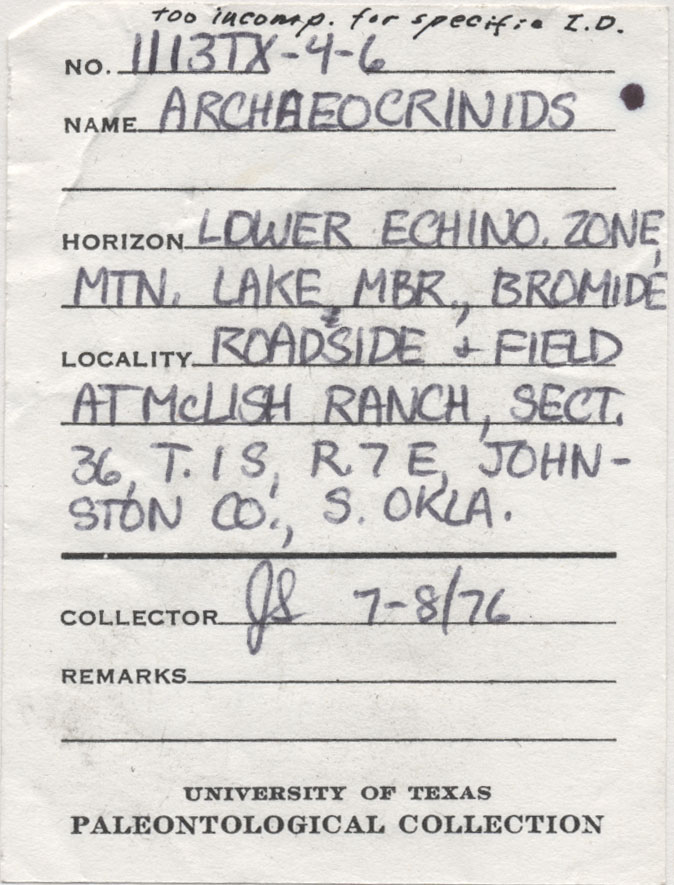 too incomp. for specific I.D.
NO. 1113TX-4-6
NAME ARCHAEOCRINIDS
HORIZON LOWER ECHINO. ZONE,
MTN. LAKE MBR., BROMIDE
LOCALITY ROADSIDE & FIELD
AT McLISH RANCH, SECT.
36, T. 1 S, R. 7 E, JOHN-
STON CO., S. OKLA.
COLLECTOR JS 7-8/76
REMARKS
UNIVERSITY OF TEXAS
PALEONTOLOGICAL COLLECTION